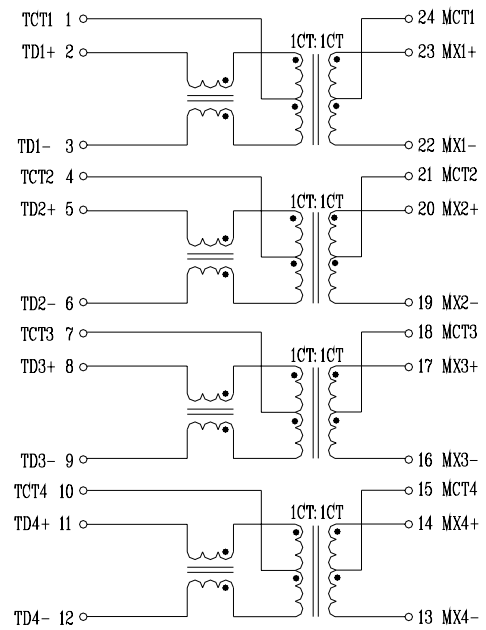 TCT1 1 24 MCT1
TD1+ 2 1CT:1CT 23 MX1+
TD1- 3 22 MX1-
TCT2 4 21 MCT2
TD2+ 5 1CT:1CT 20 MX2+
TD2- 6 19 MX2-
TCT3 7 18 MCT3
TD3+ 8 1CT:1CT 17 MX3+
TD3- 9 16 MX3-
TCT4 10 15 MCT4
TD4+ 11 1CT:1CT 14 MX4+
TD4- 12 13 MX4-